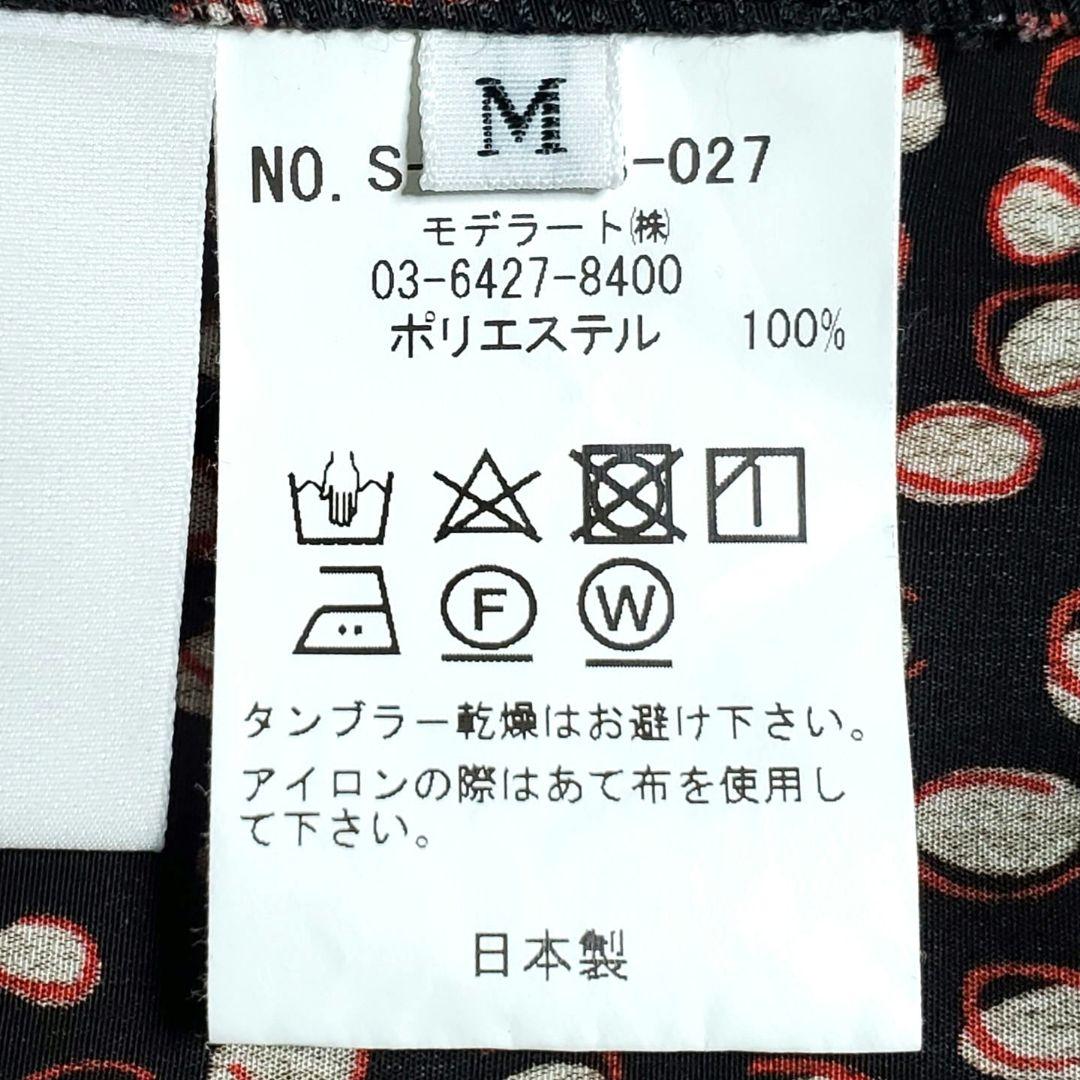 M
NO. S- -027
モデラート㈱
03-6427-8400
ポリエステル 100%
F W
タンブラー乾燥はお避け下さい。
アイロンの際はあて布を使用し
て下さい。
日本製